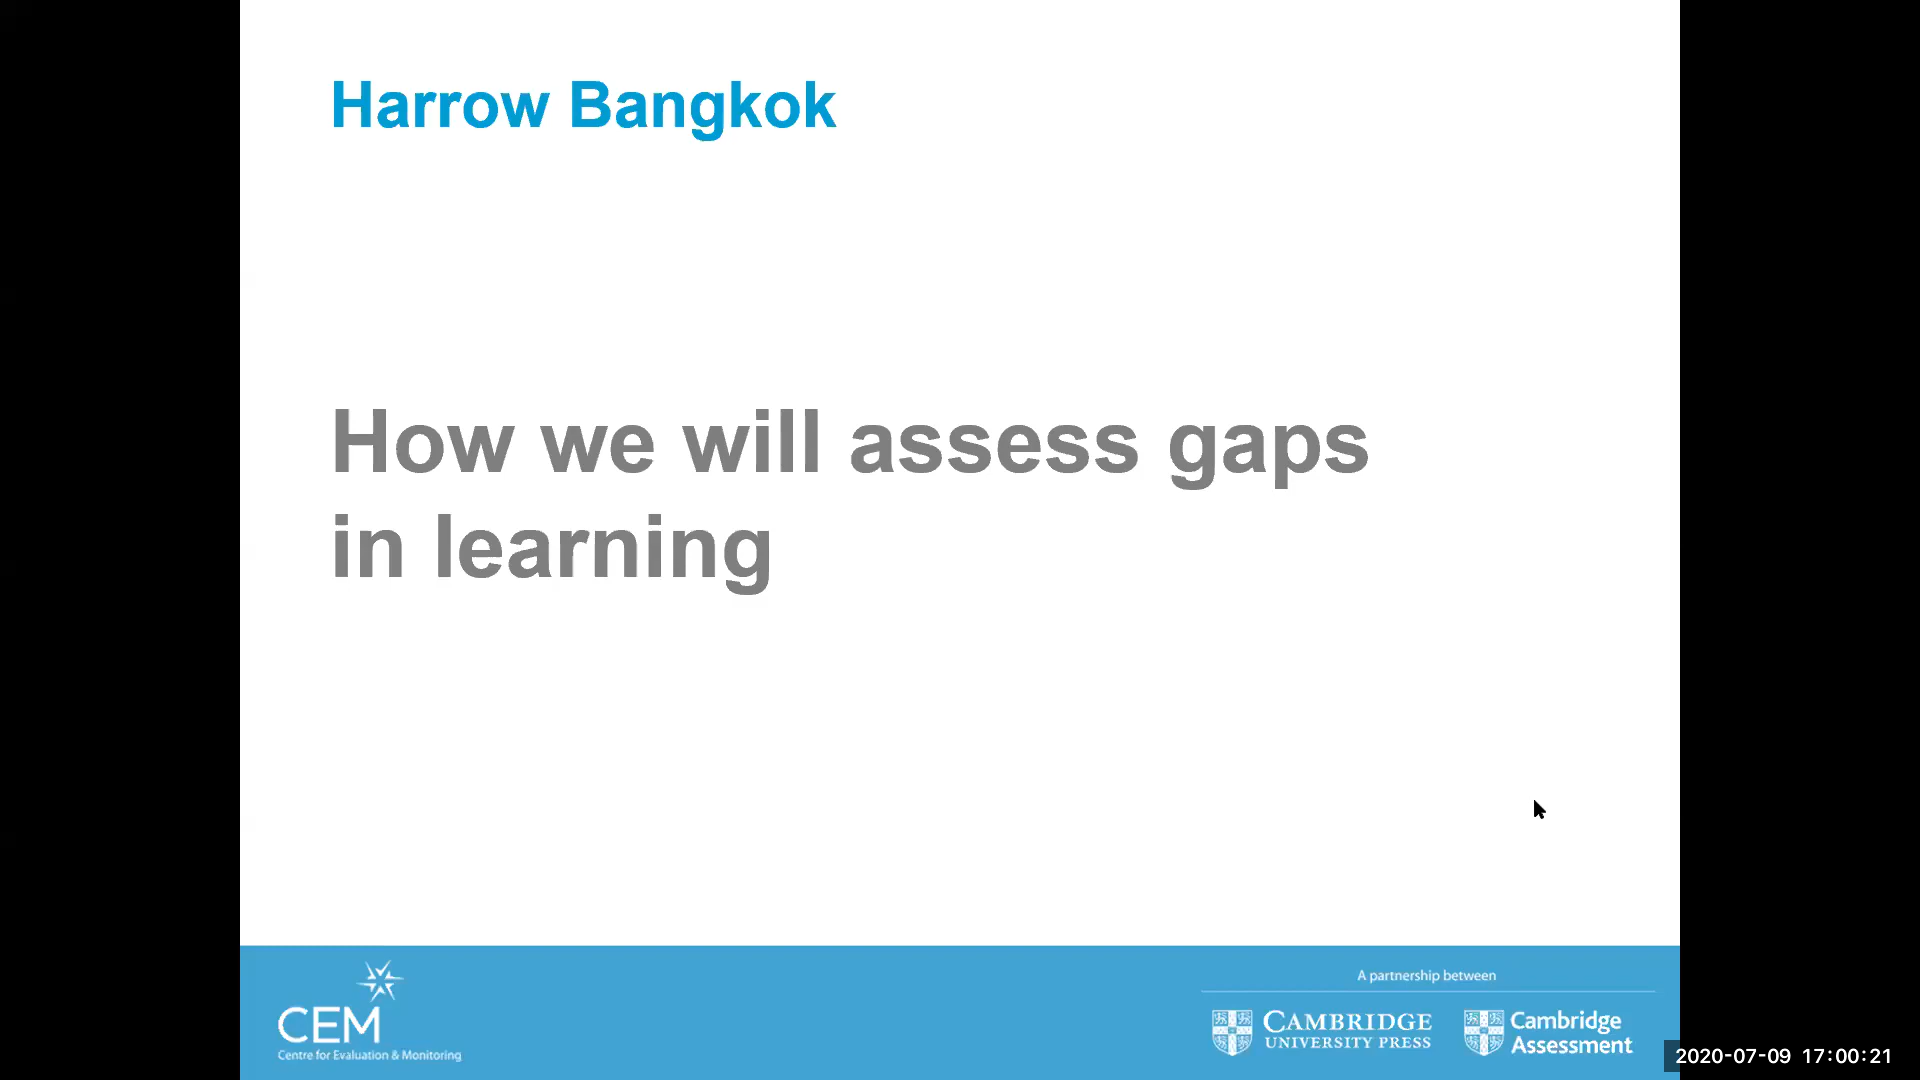 Harrow Bangkok
How we will assess gaps
in learning
CEM
Centre for Evaluation & Monitoring
A partnership between
CAMBRIDGE
UNIVERSITY PRESS
Cambridge
Assessment
2020-07-09 17:00:21